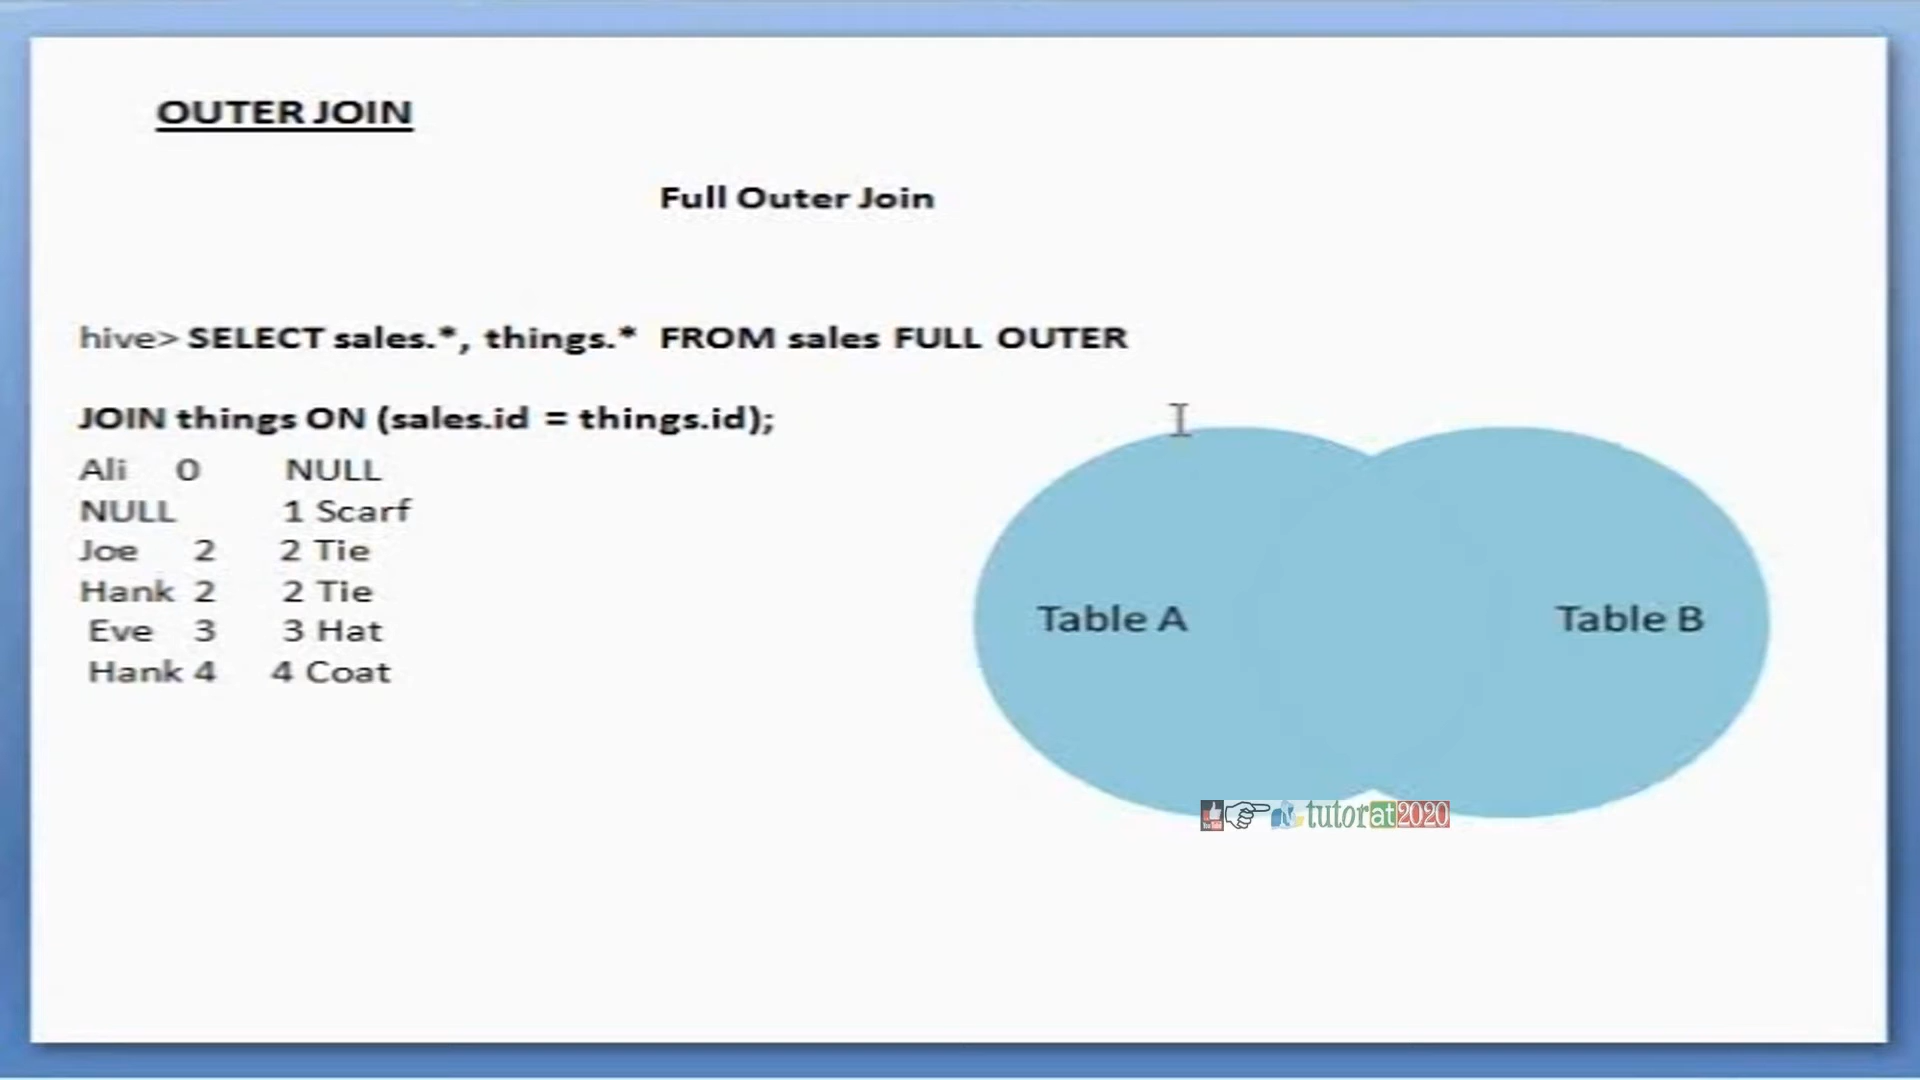 OUTER JOIN
Full Outer Join
hive> SELECT sales.*, things.* FROM sales FULL OUTER
JOIN things ON (sales.id = things.id);
Ali 0 NULL
NULL 1 Scarf
Joe 2 2 Tie
Hank 2 2 Tie
Eve 3 3 Hat
Hank 4 4 Coat
Table A
Table B
tutorat2020